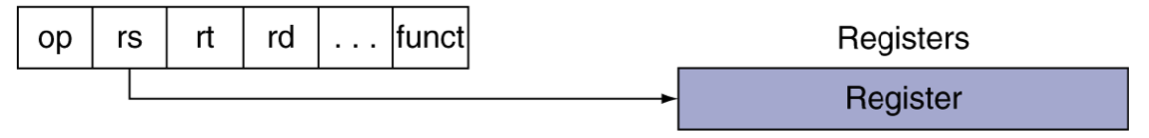 op rs rt rd . . . funct
Registers
Register